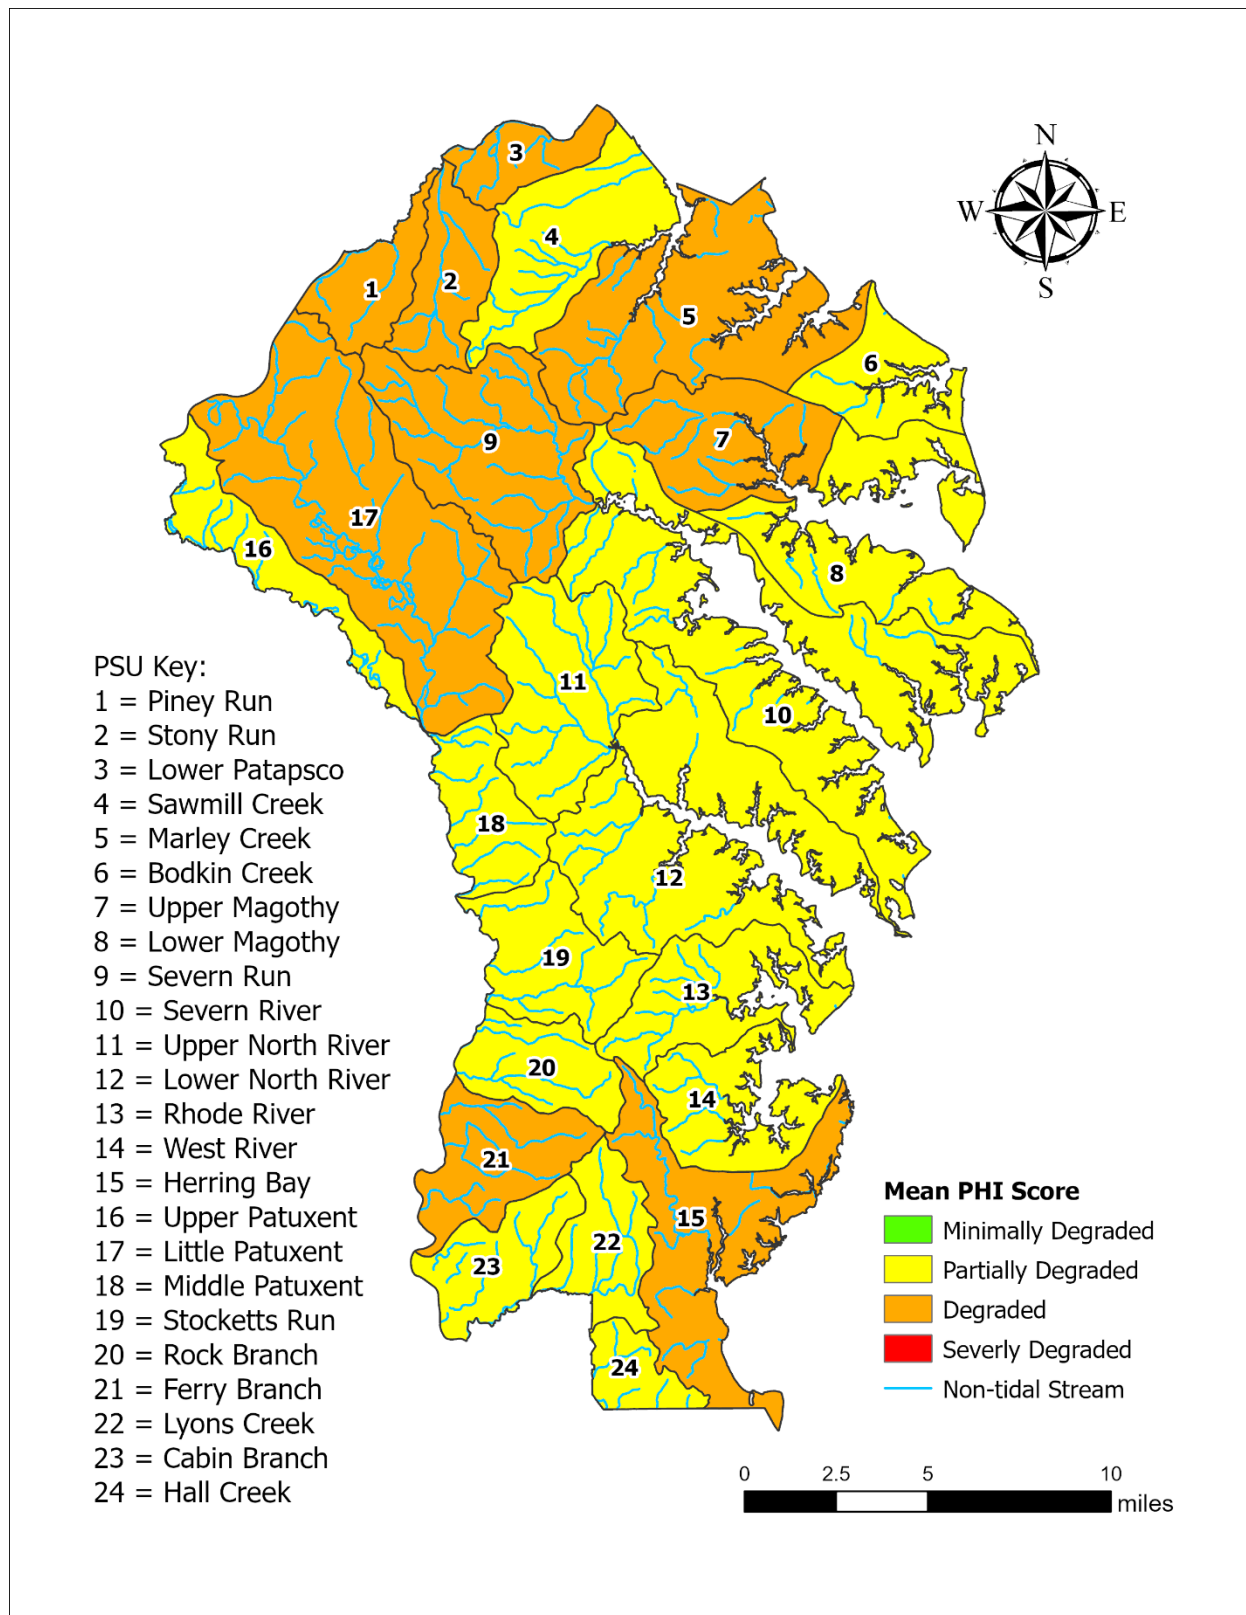 N
W
E
S
3
4
2
1
5
6
7
9
17
16
8
11
10
18
12
19
13
20
14
21
15
22
23
24
PSU Key:
1 = Piney Run
2 = Stony Run
3 = Lower Patapsco
4 = Sawmill Creek
5 = Marley Creek
6 = Bodkin Creek
7 = Upper Magothy
8 = Lower Magothy
9 = Severn Run
10 = Severn River
11 = Upper North River
12 = Lower North River
13 = Rhode River
14 = West River
15 = Herring Bay
16 = Upper Patuxent
17 = Little Patuxent
18 = Middle Patuxent
19 = Stocketts Run
20 = Rock Branch
21 = Ferry Branch
22 = Lyons Creek
23 = Cabin Branch
24 = Hall Creek
Mean PHI Score
Minimally Degraded
Partially Degraded
Degraded
Severly Degraded
Non-tidal Stream
0 2.5 5 10
miles